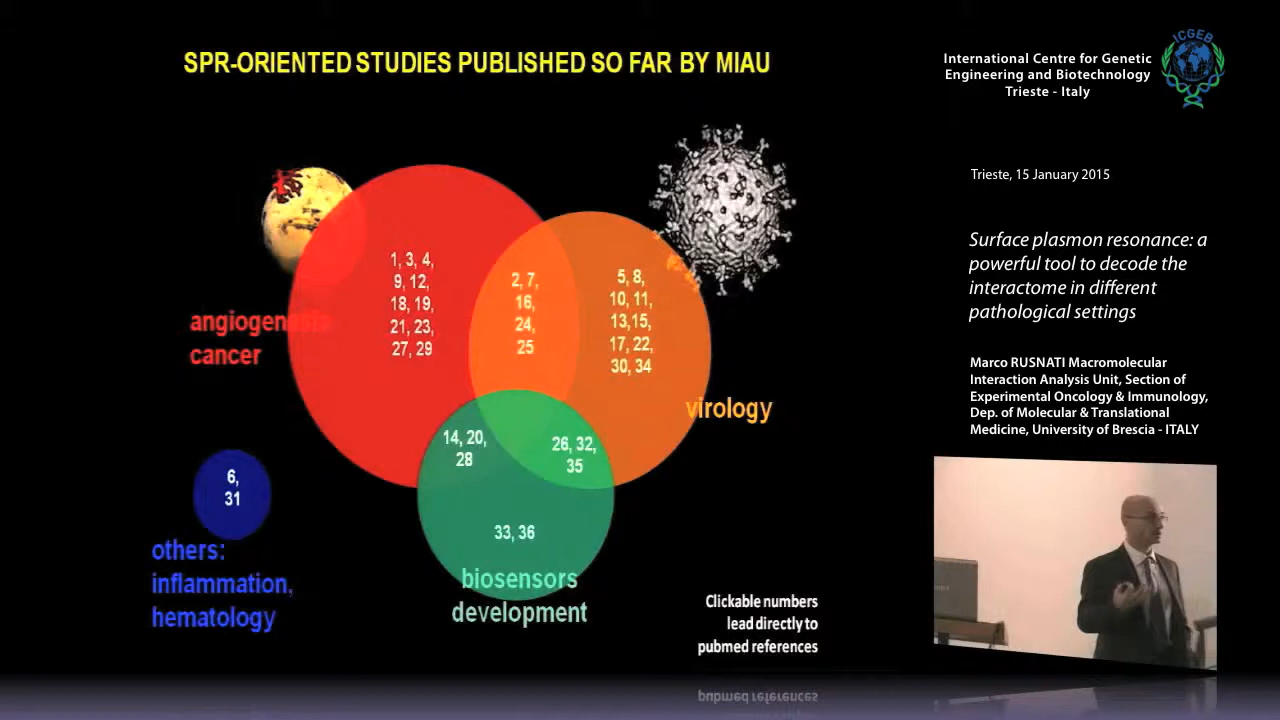 SPR-ORIENTED STUDIES PUBLISHED SO FAR BY MIAU
1, 3, 4,
9, 12,
18, 19,
21, 23,
27, 29
2, 7,
16,
24,
25
5, 8,
10, 11,
13,15,
17, 22,
30, 34
angiogenesis
cancer
virology
14, 20,
28
26, 32,
35
33, 36
6,
31
others:
inflammation,
hematology
biosensors
development
Clickable numbers
lead directly to
pubmed references
pubmed references
International Centre for Genetic
Engineering and Biotechnology
Trieste - Italy
ICGEB
Trieste, 15 January 2015
Surface plasmon resonance: a
powerful tool to decode the
interactome in different
pathological settings
Marco RUSNATI Macromolecular
Interaction Analysis Unit, Section of
Experimental Oncology & Immunology,
Dep. of Molecular & Translational
Medicine, University of Brescia - ITALY